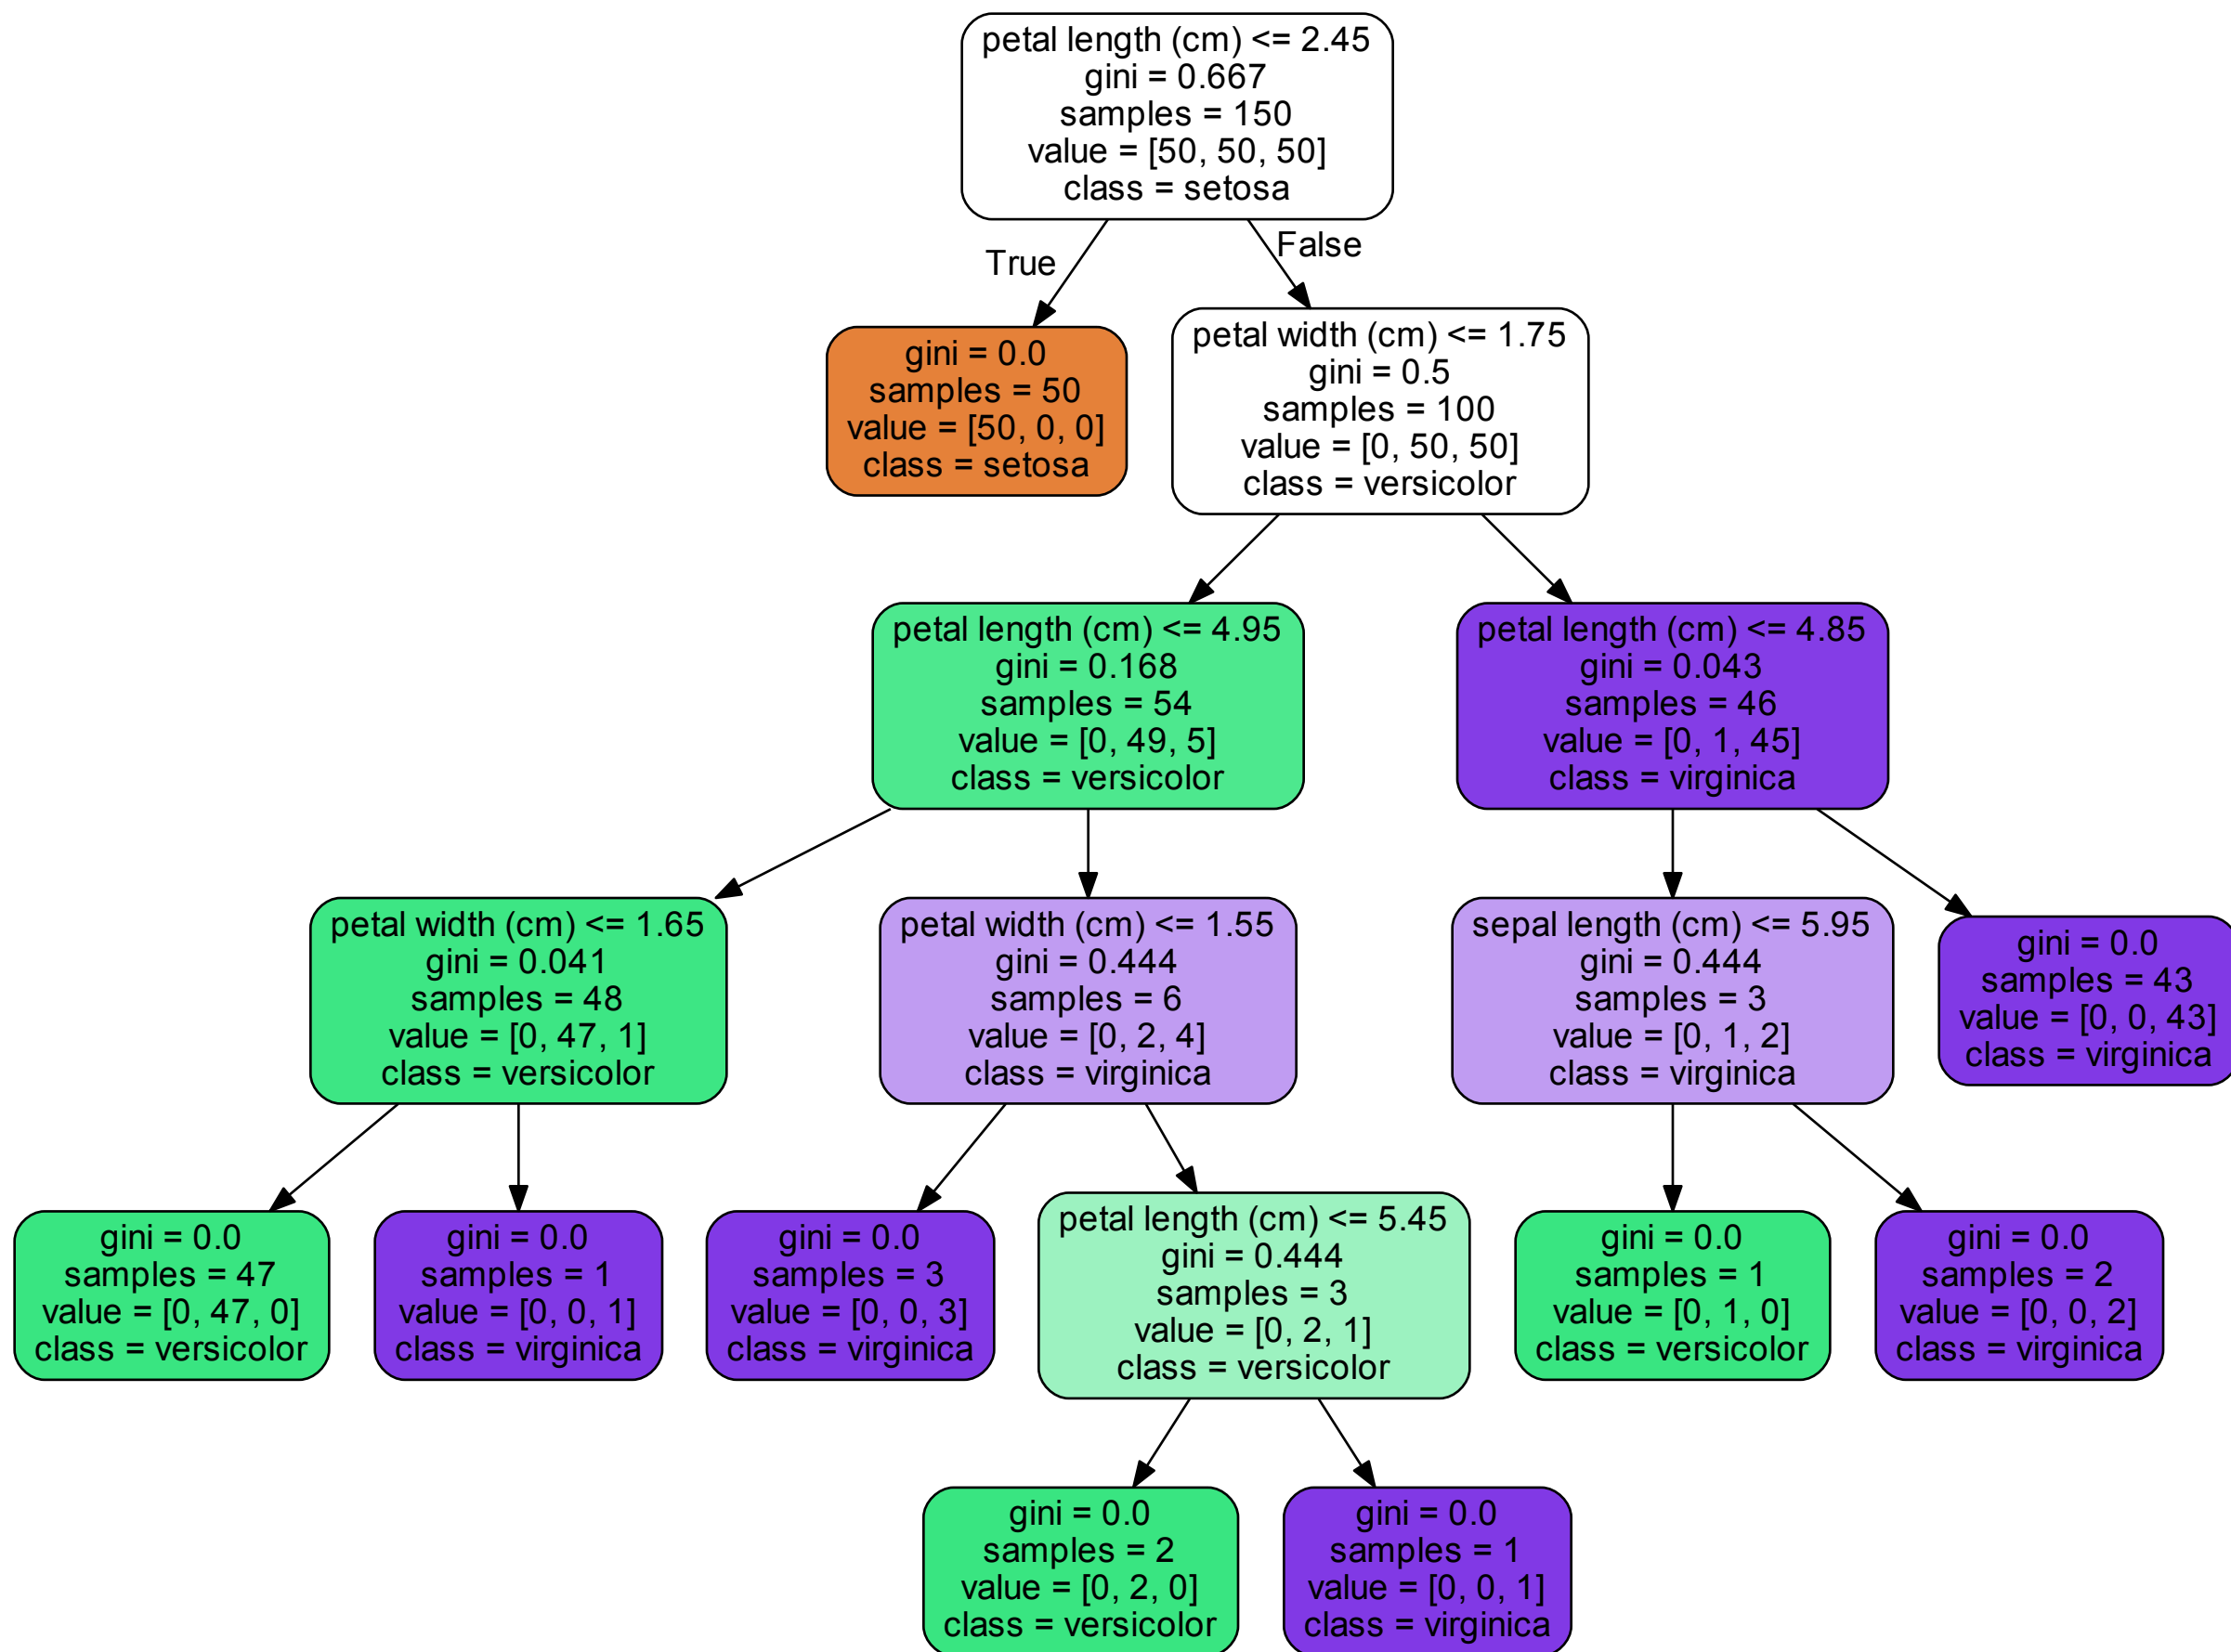 petal length (cm) <= 2.45
gini = 0.667
samples = 150
value = [50, 50, 50]
class = setosa
True
False
gini = 0.0
samples = 50
value = [50, 0, 0]
class = setosa
petal width (cm) <= 1.75
gini = 0.5
samples = 100
value = [0, 50, 50]
class = versicolor
petal length (cm) <= 4.95
gini = 0.168
samples = 54
value = [0, 49, 5]
class = versicolor
petal length (cm) <= 4.85
gini = 0.043
samples = 46
value = [0, 1, 45]
class = virginica
petal width (cm) <= 1.65
gini = 0.041
samples = 48
value = [0, 47, 1]
class = versicolor
petal width (cm) <= 1.55
gini = 0.444
samples = 6
value = [0, 2, 4]
class = virginica
sepal length (cm) <= 5.95
gini = 0.444
samples = 3
value = [0, 1, 2]
class = virginica
gini = 0.0
samples = 43
value = [0, 0, 43]
class = virginica
gini = 0.0
samples = 47
value = [0, 47, 0]
class = versicolor
gini = 0.0
samples = 1
value = [0, 0, 1]
class = virginica
gini = 0.0
samples = 3
value = [0, 0, 3]
class = virginica
petal length (cm) <= 5.45
gini = 0.444
samples = 3
value = [0, 2, 1]
class = versicolor
gini = 0.0
samples = 1
value = [0, 1, 0]
class = versicolor
gini = 0.0
samples = 2
value = [0, 0, 2]
class = virginica
gini = 0.0
samples = 2
value = [0, 2, 0]
class = versicolor
gini = 0.0
samples = 1
value = [0, 0, 1]
class = virginica